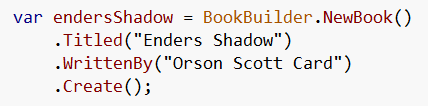 var endersShadow = BookBuilder.NewBook()
    .Titled("Enders Shadow")
    .WrittenBy("Orson Scott Card")
    .Create();